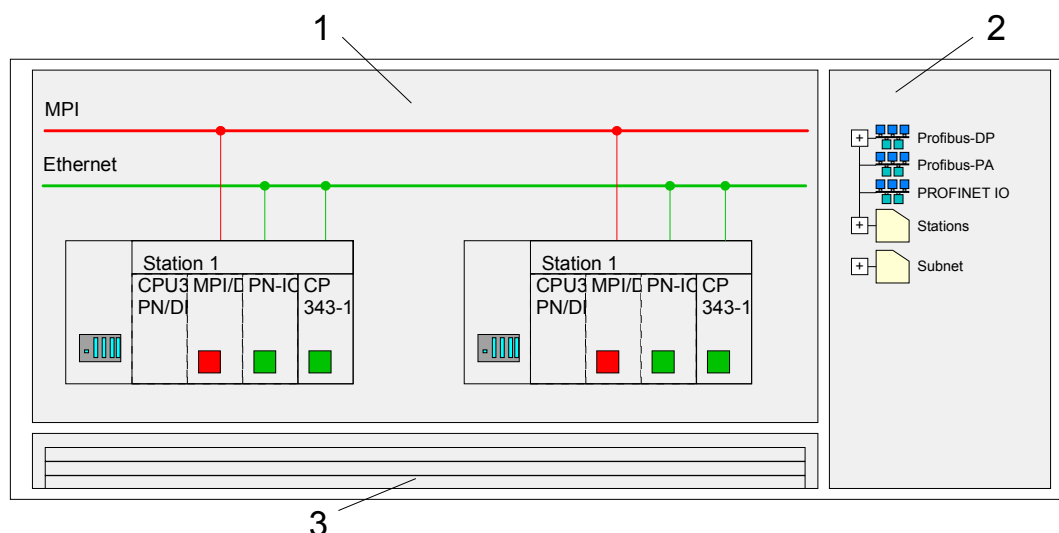 1
2
MPI
Ethernet
Profibus-DP
Profibus-PA
PROFINET IO
Stations
Subnet
Station 1
CPU3 MPI/D PN-IO CP
PN/DI 343-1
Station 1
CPU3 MPI/D PN-IO CP
PN/DI 343-1
3